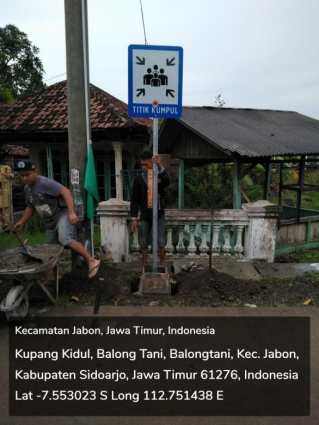 TITIK KUMPUL
Kecamatan Jabon, Jawa Timur, Indonesia
Kupang Kidul, Balong Tani, Balongtani, Kec. Jabon,
Kabupaten Sidoarjo, Jawa Timur 61276, Indonesia
Lat -7.553023 S Long 112.751438 E